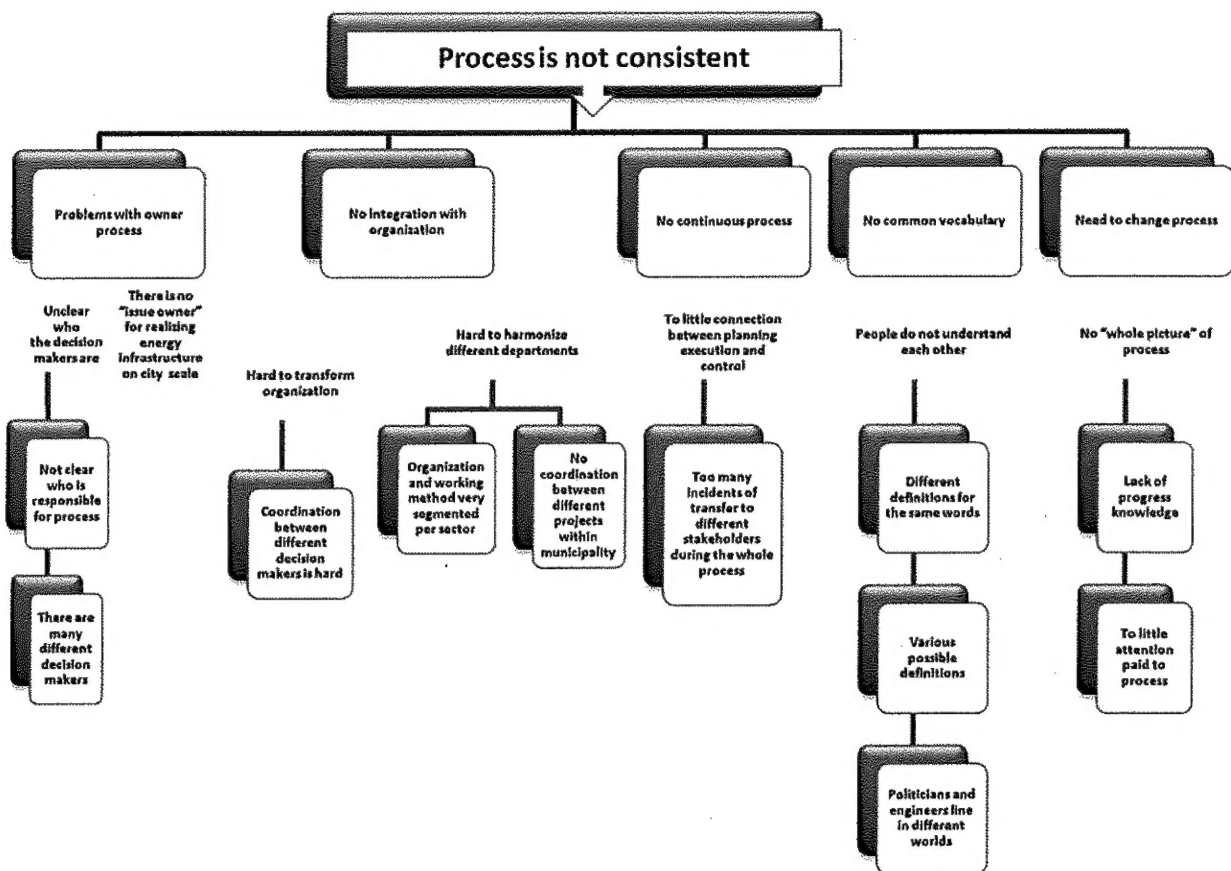 Process is not consistent
Problems with owner
process
No integration with
organization
No continuous process
No common vocabulary
Need to change process
Unclear
who
the decision
makers are
There is no
"issue owner"
for realizing
energy
infrastructure
on city scale
Hard to transform
organization
Hard to harmonize
different departments
To little connection
between planning
execution and
control
People do not understand
each other
No "whole picture" of
process
Not clear
who is
responsible
for process
There are
many
different
decision
makers
Coordination
between
different
decision
makers is hard
Organization
and working
method very
segmented
per sector
No
coordination
between
different
projects
within
municipality
Too many
incidents of
transfer to
different
stakeholders
during the whole
process
Different
definitions for
the same words
Various
possible
definitions
Politicians and
engineers line
in different
worlds
Lack of
progress
knowledge
To little
attention
paid to
process